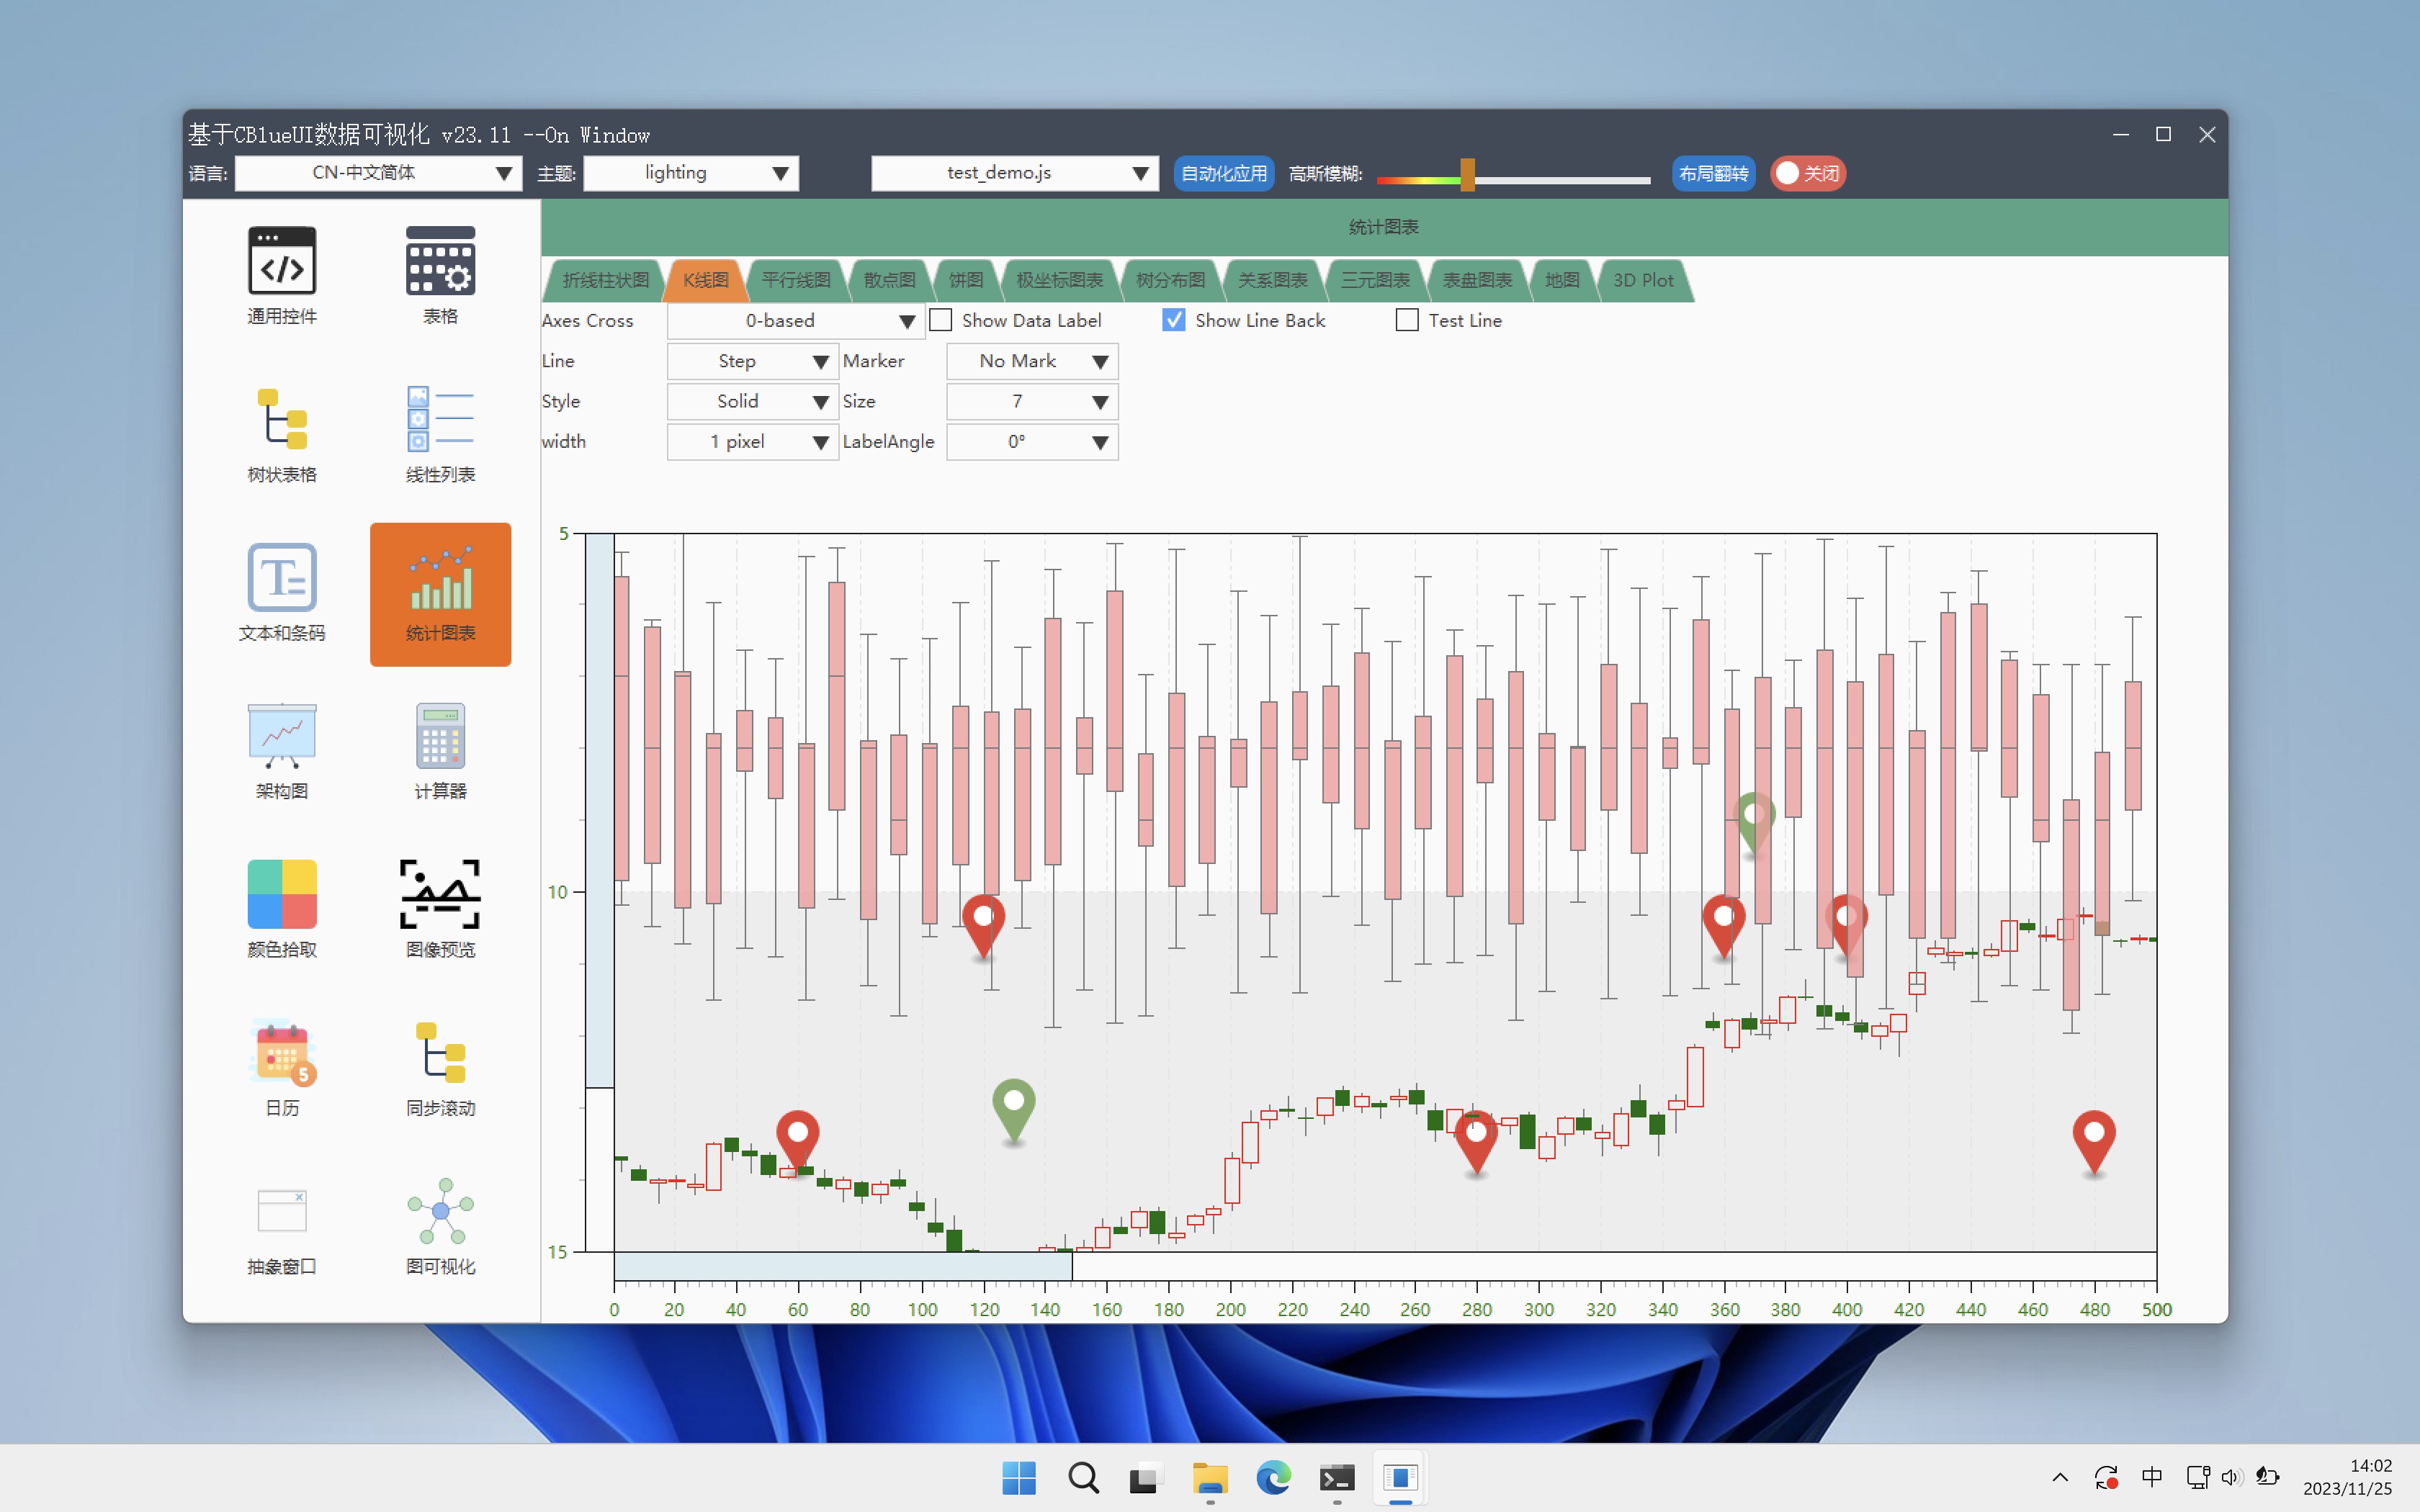 基于CBlueUI数据可视化 v23.11 --On Window
语言: CN-中文简体 主题: lighting test_demo.js 自动化应用 高斯模糊: 布局翻转 关闭
通用控件 表格
树状表格 线性列表
文本和条码 统计图表
架构图 计算器
颜色拾取 图像预览
5
日历 同步滚动
抽象窗口 图可视化
统计图表
折线柱状图 K线图 平行线图 散点图 饼图 极坐标图表 树分布图 关系图表 三元图表 表盘图表 地图 3D Plot
Axes Cross 0-based Show Data Label Show Line Back Test Line
Line Step Marker No Mark
Style Solid Size 7
width 1 pixel LabelAngle 0°
5
10
15
0 20 40 60 80 100 120 140 160 180 200 220 240 260 280 300 320 340 360 380 400 420 440 460 480 500
中
14:02
2023/11/25